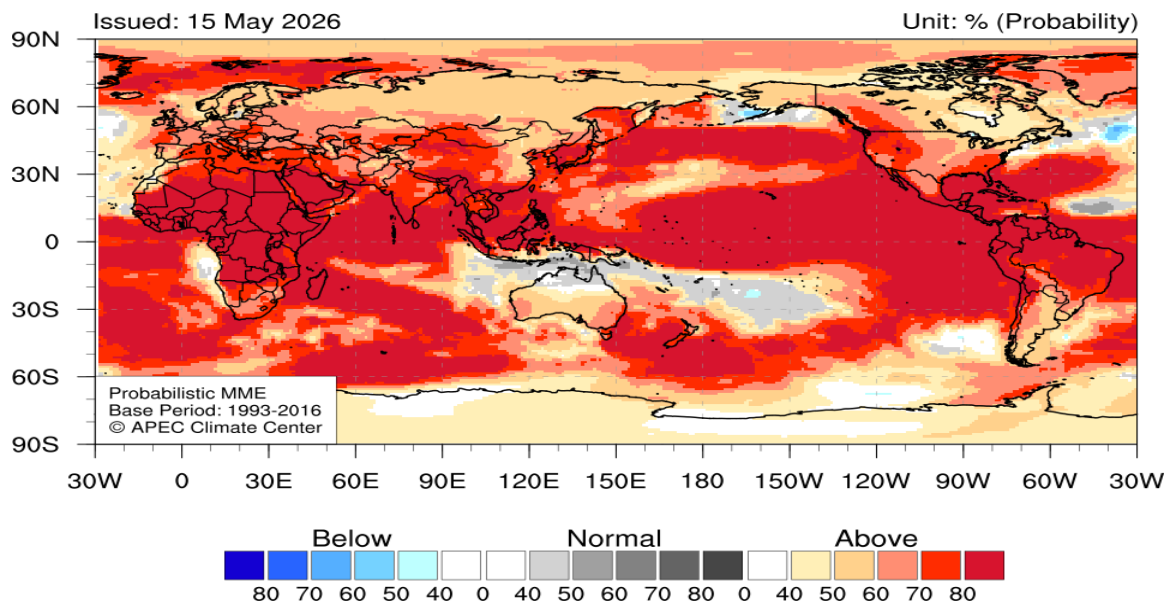 Issued: 15 May 2026 Unit: % (Probability)
90N
60N
30N
0
30S
60S
90S
Probabilistic MME
Base Period: 1993-2016
© APEC Climate Center
30W 0 30E 60E 90E 120E 150E 180 150W 120W 90W 60W 30W
Below Normal Above
80 70 60 50 40 0 40 50 60 70 80 0 40 50 60 70 80